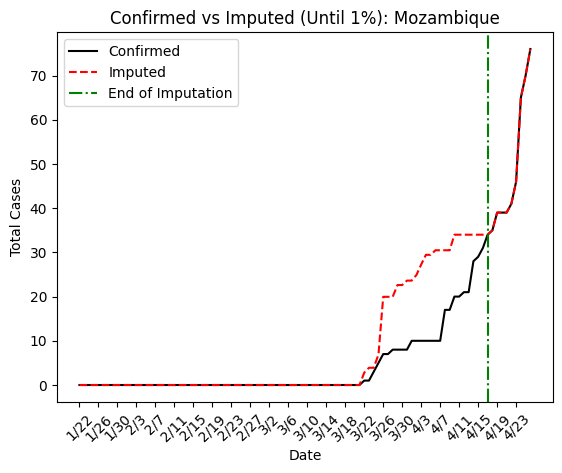 Confirmed vs Imputed (Until 1%): Mozambique
Confirmed
Imputed
End of Imputation
Total Cases
70
60
50
40
30
20
10
0
1/22 1/26 1/30 2/3 2/7 2/11 2/15 2/19 2/23 2/27 3/2 3/6 3/10 3/14 3/18 3/22 3/26 3/30 4/3 4/7 4/11 4/15 4/19 4/23
Date